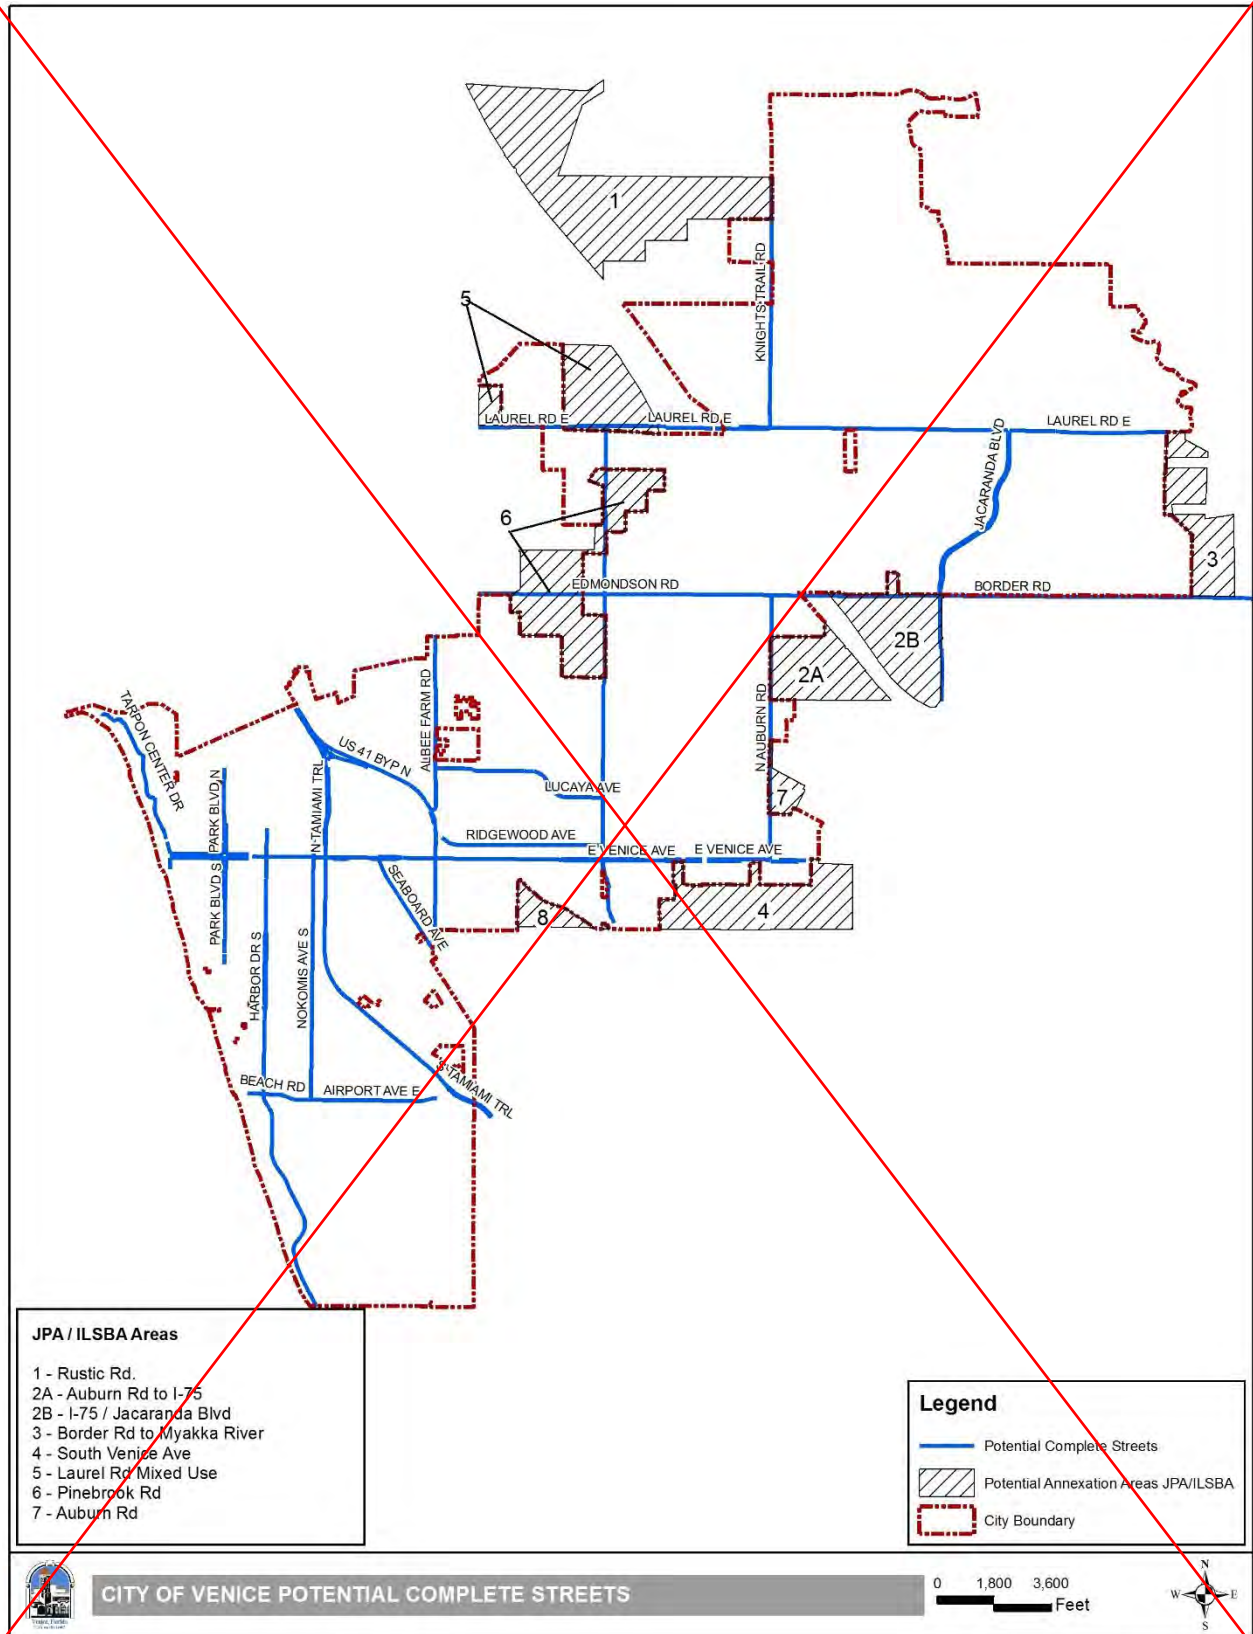 1
KNIGHTS TRAIL RD
5
LAUREL RD E
LAUREL RD E
LAUREL RD E
JACARANDA BLVD
6
3
EDMONDSON RD
BORDER RD
2B
2A
ALBEE FARM RD
N AUBURN RD
TARPON CENTER DR
US 41 BYP N
N TAMIAMI TRL
PARK BLVD N
LUCAYA AVE
7
RIDGEWOOD AVE
E VENICE AVE
E VENICE AVE
PARK BLVD S
SEABOARD AVE
8
4
HARBOR DR S
NOKOMIS AVE S
BEACH RD
AIRPORT AVE E
S TAMIAMI TRL
JPA / ILSBA Areas
1 - Rustic Rd.
2A - Auburn Rd to I-75
2B - I-75 / Jacaranda Blvd
3 - Border Rd to Myakka River
4 - South Venice Ave
5 - Laurel Rd Mixed Use
6 - Pinebrook Rd
7 - Auburn Rd
Legend
Potential Complete Streets
Potential Annexation Areas JPA/ILSBA
City Boundary
CITY OF VENICE POTENTIAL COMPLETE STREETS
0 1,800 3,600
Feet
N
W E
S